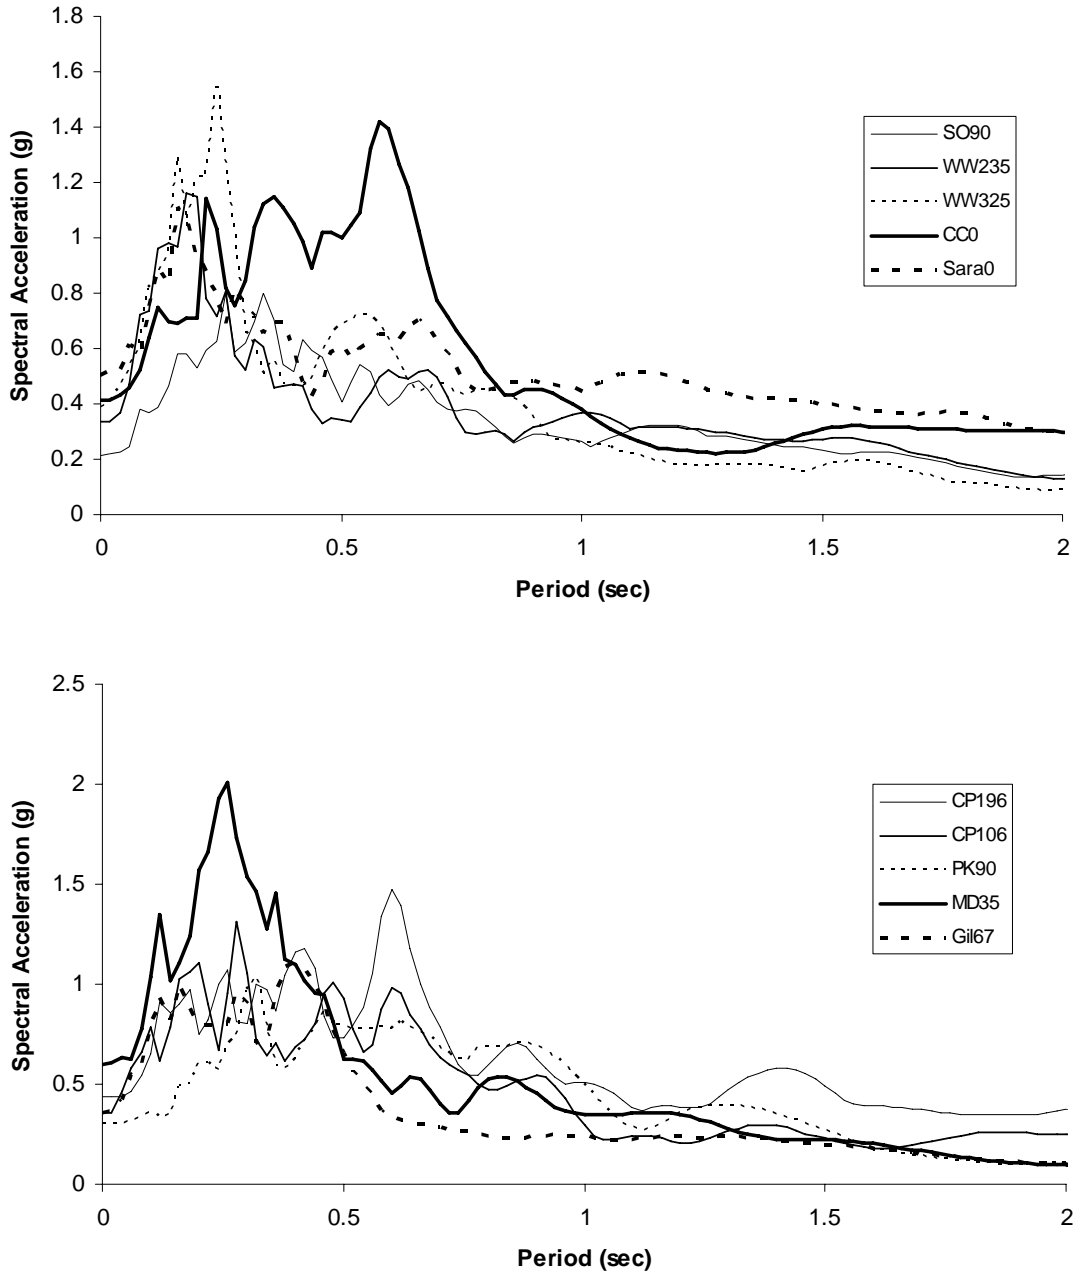 1.8
1.6
1.4
1.2
1
0.8
0.6
0.4
0.2
0
Spectral Acceleration (g)
SO90
WW235
WW325
CC0
Sara0
0 0.5 1 1.5 2
Period (sec)
2.5
2
1.5
1
0.5
0
Spectral Acceleration (g)
CP196
CP106
PK90
MD35
Gil67
0 0.5 1 1.5 2
Period (sec)